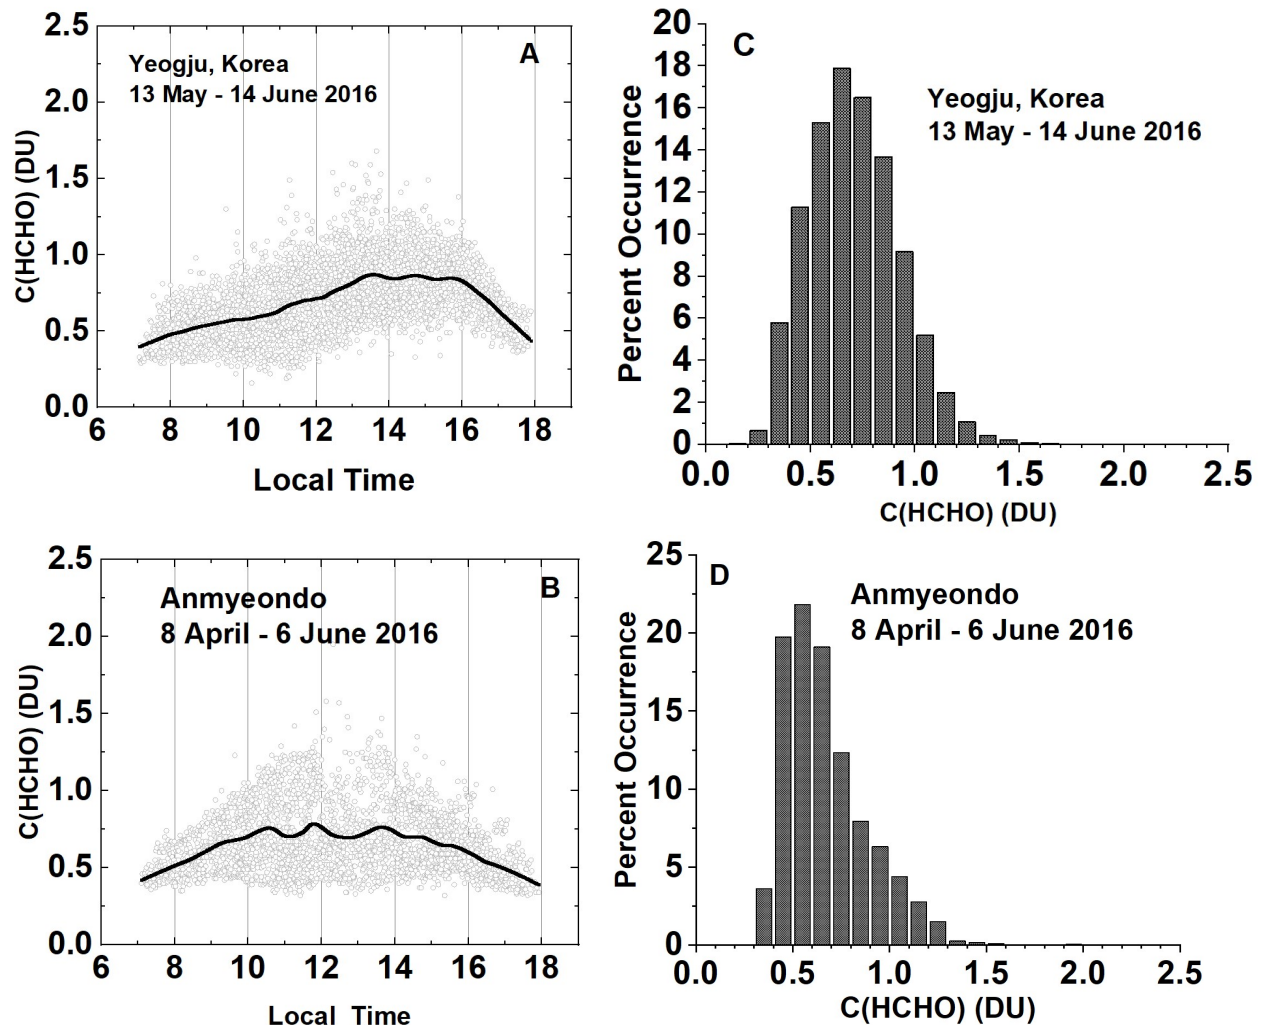 A
Yeogju, Korea
13 May - 14 June 2016
C(HCHO) (DU)
2.5
2.0
1.5
1.0
0.5
0.0
6 8 10 12 14 16 18
Local Time
C
Yeogju, Korea
13 May - 14 June 2016
Percent Occurrence
20
18
16
14
12
10
8
6
4
2
0
0.0 0.5 1.0 1.5 2.0 2.5
C(HCHO) (DU)
B
Anmyeondo
8 April - 6 June 2016
C(HCHO) (DU)
2.5
2.0
1.5
1.0
0.5
0.0
6 8 10 12 14 16 18
Local Time
D
Anmyeondo
8 April - 6 June 2016
Percent Occurrence
25
20
15
10
5
0
0.0 0.5 1.0 1.5 2.0 2.5
C(HCHO) (DU)